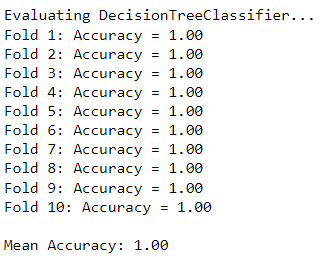 Evaluating DecisionTreeClassifier...
Fold 1: Accuracy = 1.00
Fold 2: Accuracy = 1.00
Fold 3: Accuracy = 1.00
Fold 4: Accuracy = 1.00
Fold 5: Accuracy = 1.00
Fold 6: Accuracy = 1.00
Fold 7: Accuracy = 1.00
Fold 8: Accuracy = 1.00
Fold 9: Accuracy = 1.00
Fold 10: Accuracy = 1.00
Mean Accuracy: 1.00